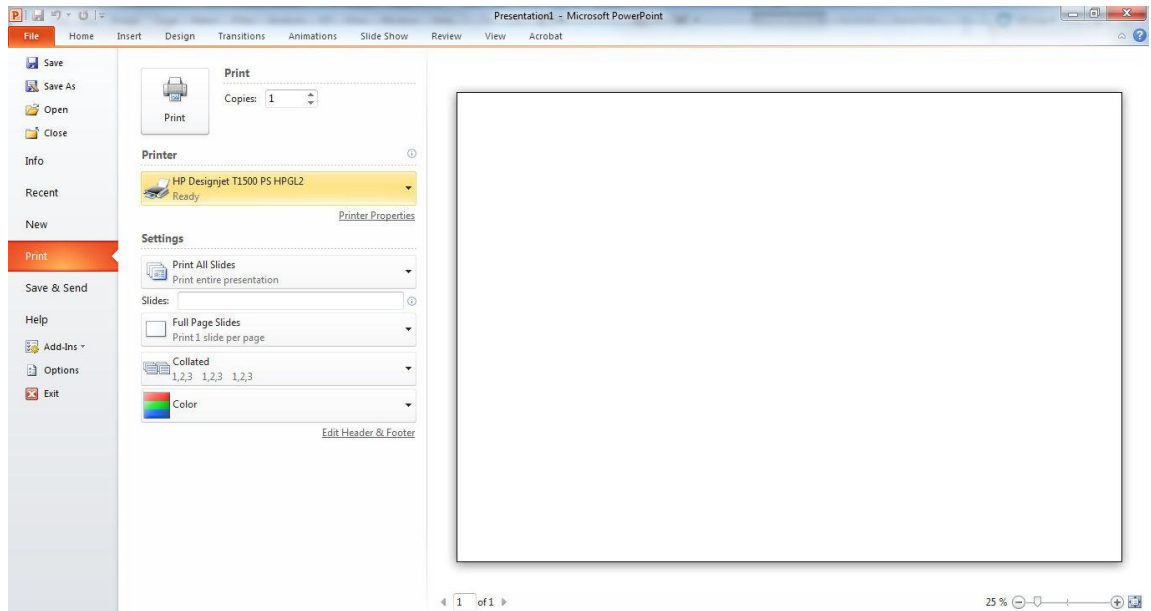 Presentation1 - Microsoft PowerPoint
File Home Insert Design Transitions Animations Slide Show Review View Acrobat
Save
Save As
Open
Close
Info
Recent
New
Print
Save & Send
Help
Add-Ins
Options
Exit
Print
Print
Copies: 1
Printer
HP Designjet T1500 PS HPGL2
Ready
Printer Properties
Settings
Print All Slides
Print entire presentation
Slides:
Full Page Slides
Print 1 slide per page
Collated
1,2,3 1,2,3 1,2,3
Color
Edit Header & Footer
1 of 1
25 %